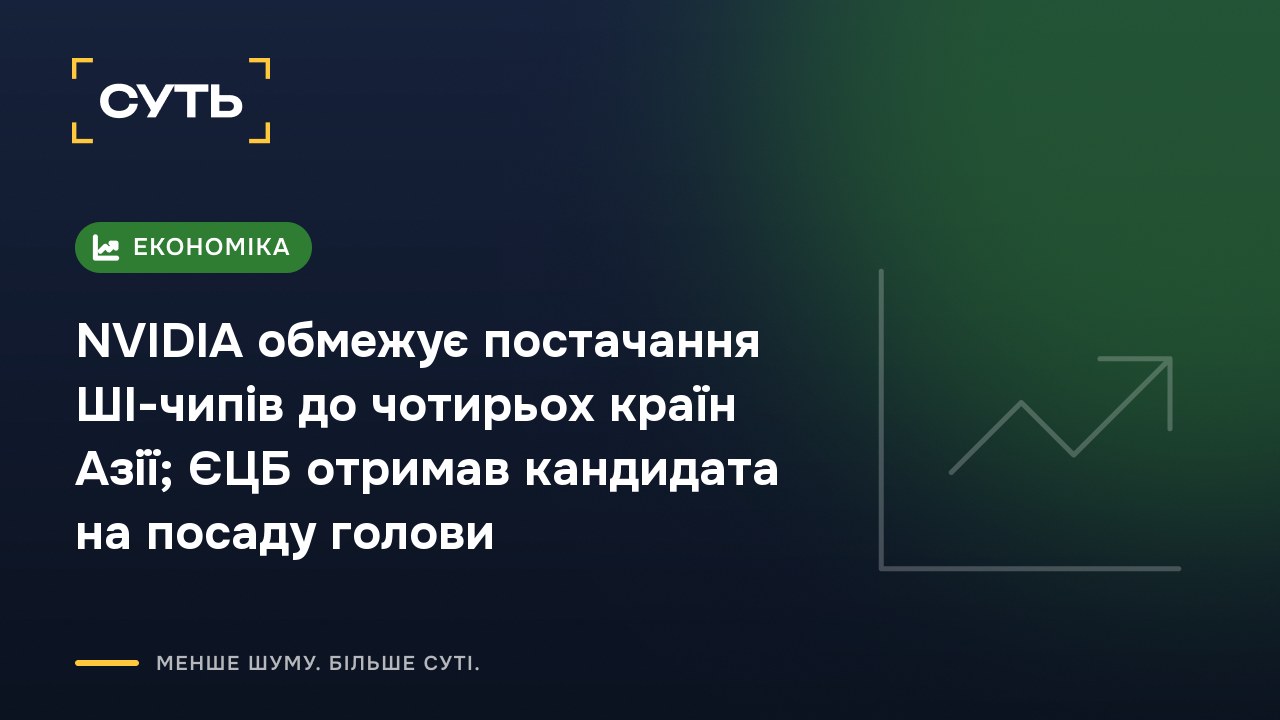 СУТЬ
ЕКОНОМІКА
NVIDIA обмежує постачання
ШІ-чипів до чотирьох країн
Азії; ЄЦБ отримав кандидата
на посаду голови
МЕНШЕ ШУМУ. БІЛЬШЕ СУТІ.